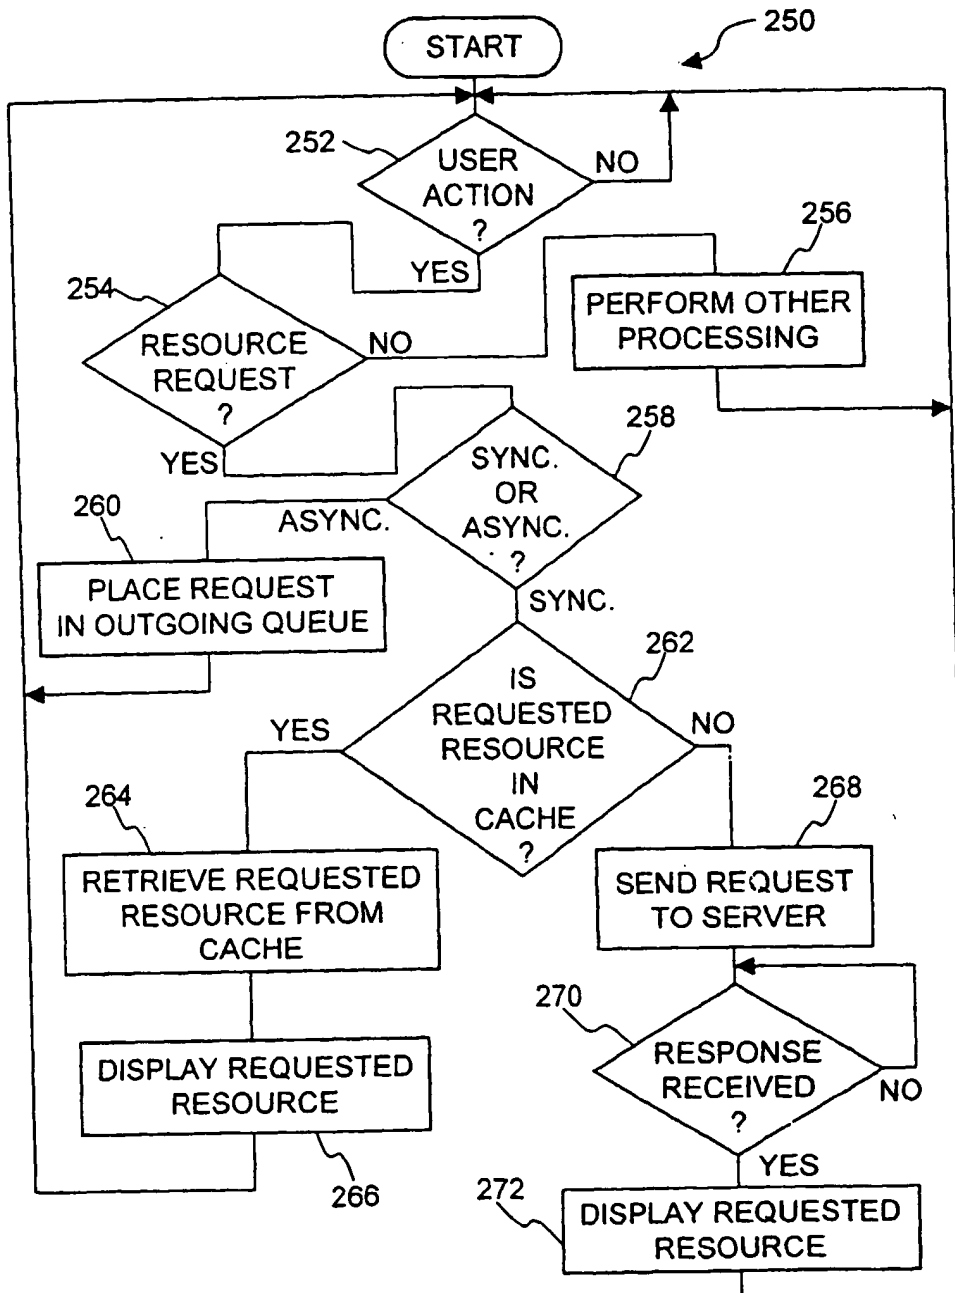 START
250
252
USER
ACTION
?
NO
YES
256
PERFORM OTHER
PROCESSING
254
RESOURCE
REQUEST
?
NO
YES
258
SYNC.
OR
ASYNC.
?
ASYNC.
SYNC.
260
PLACE REQUEST
IN OUTGOING QUEUE
262
IS
REQUESTED
RESOURCE
IN
CACHE
?
YES
NO
264
RETRIEVE REQUESTED
RESOURCE FROM
CACHE
268
SEND REQUEST
TO SERVER
270
RESPONSE
RECEIVED
?
NO
YES
DISPLAY REQUESTED
RESOURCE
266
272
DISPLAY REQUESTED
RESOURCE